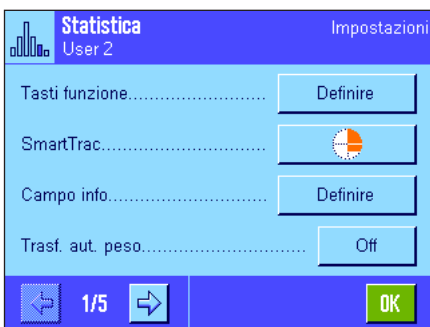 Statistica Impostazioni
User 2
Tasti funzione........................... Definire
SmartTrac................................
Campo info............................... Definire
Trasf. aut. peso............................... Off
1/5 OK